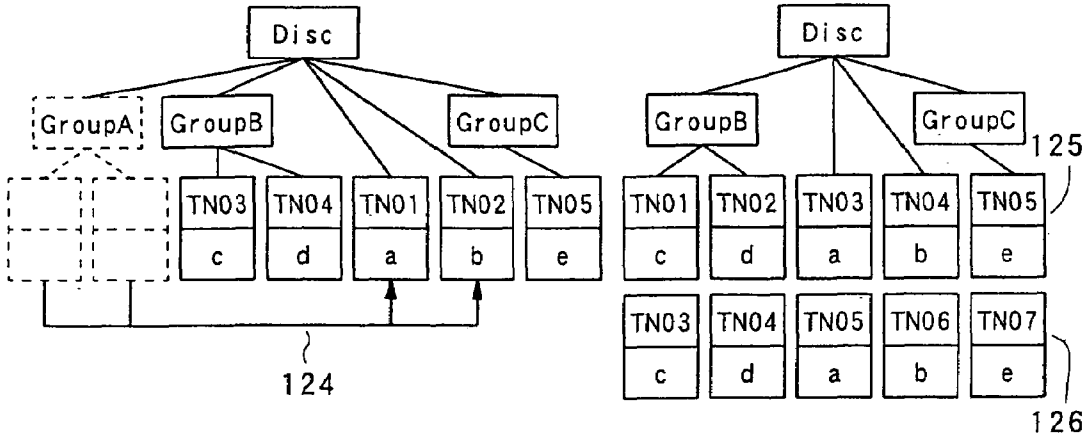 Disc Disc
GroupA GroupB GroupC GroupB GroupC
125
TN03 TN04 TN01 TN02 TN05 TN01 TN02 TN03 TN04 TN05
c d a b e c d a b e
TN03 TN04 TN05 TN06 TN07
124 c d a b e
126